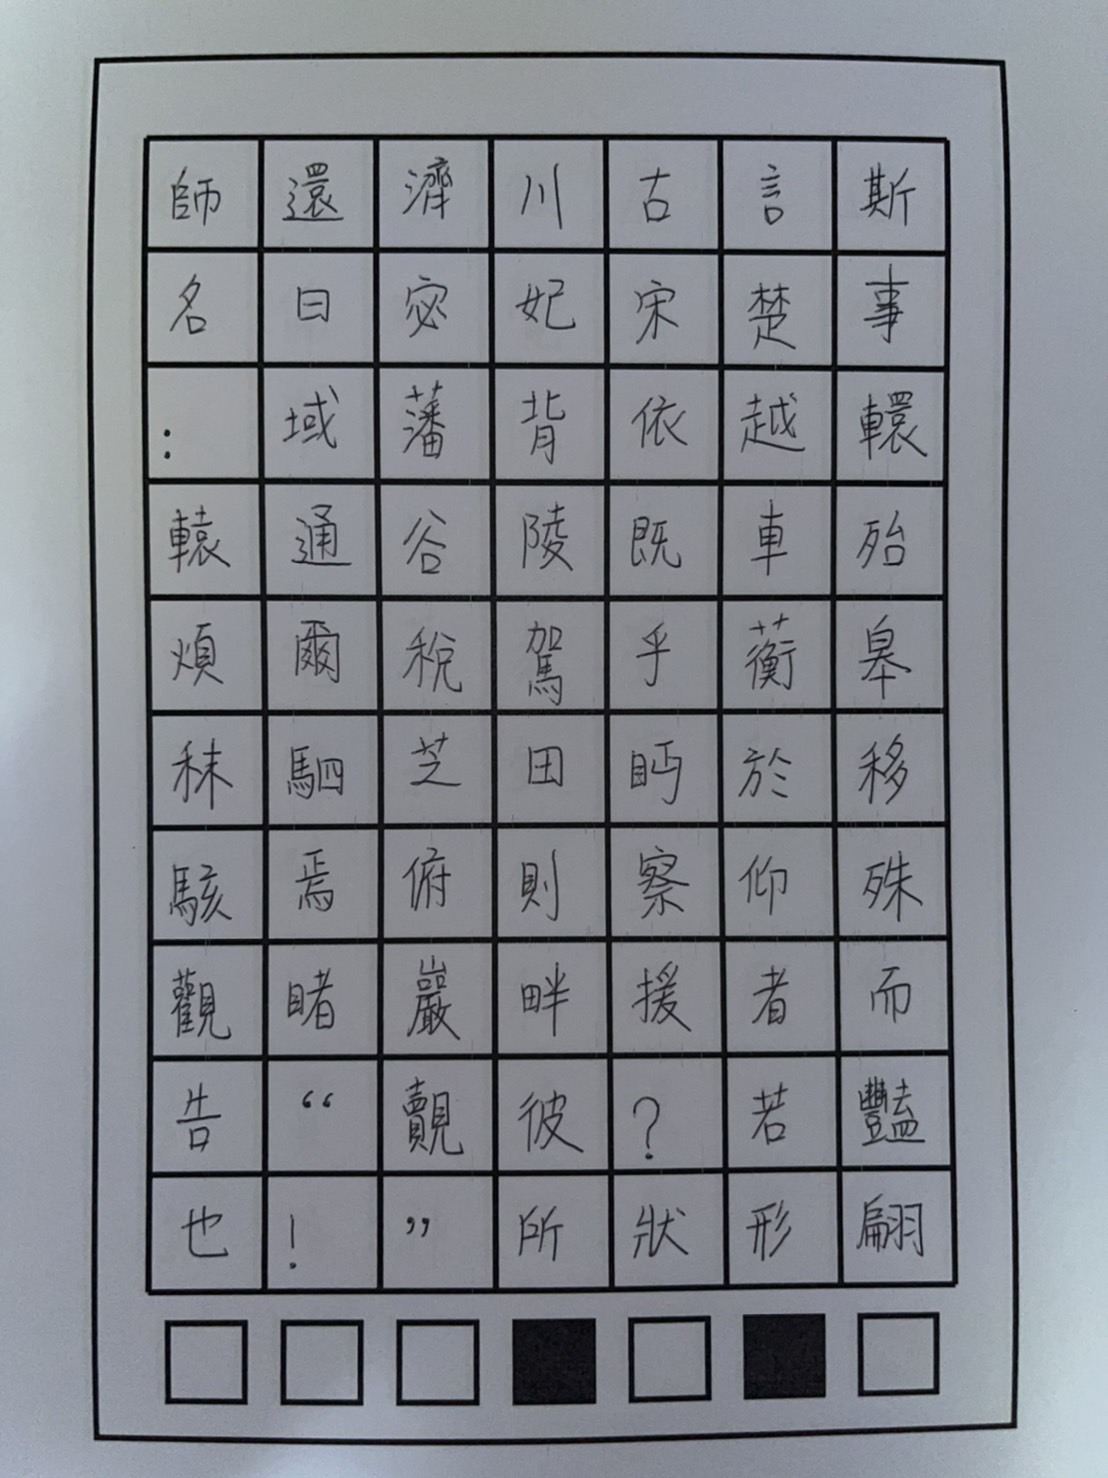 師還濟川古言斯
名曰宓妃宋楚事
：域藩背依越轘
轅通谷陵既車殆
煩爾稅駕乎蘅皋
秣駟芝田眄於移
駭焉俯則察仰殊
觀睹巖畔援者而
告“覿彼？若豔
也！”所狀形翩